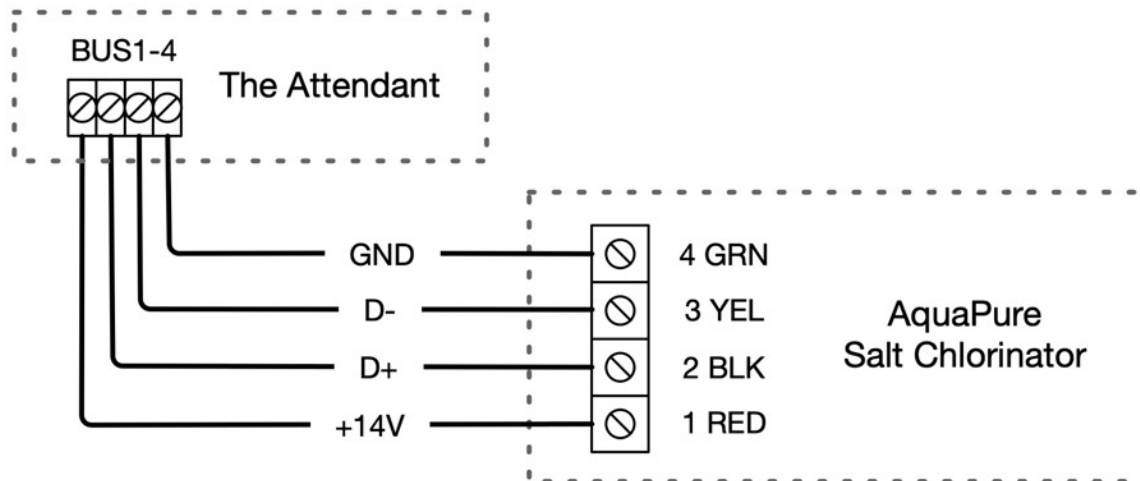 BUS1-4
The Attendant
GND
4 GRN
D-
3 YEL
D+
2 BLK
+14V
1 RED
AquaPure
Salt Chlorinator